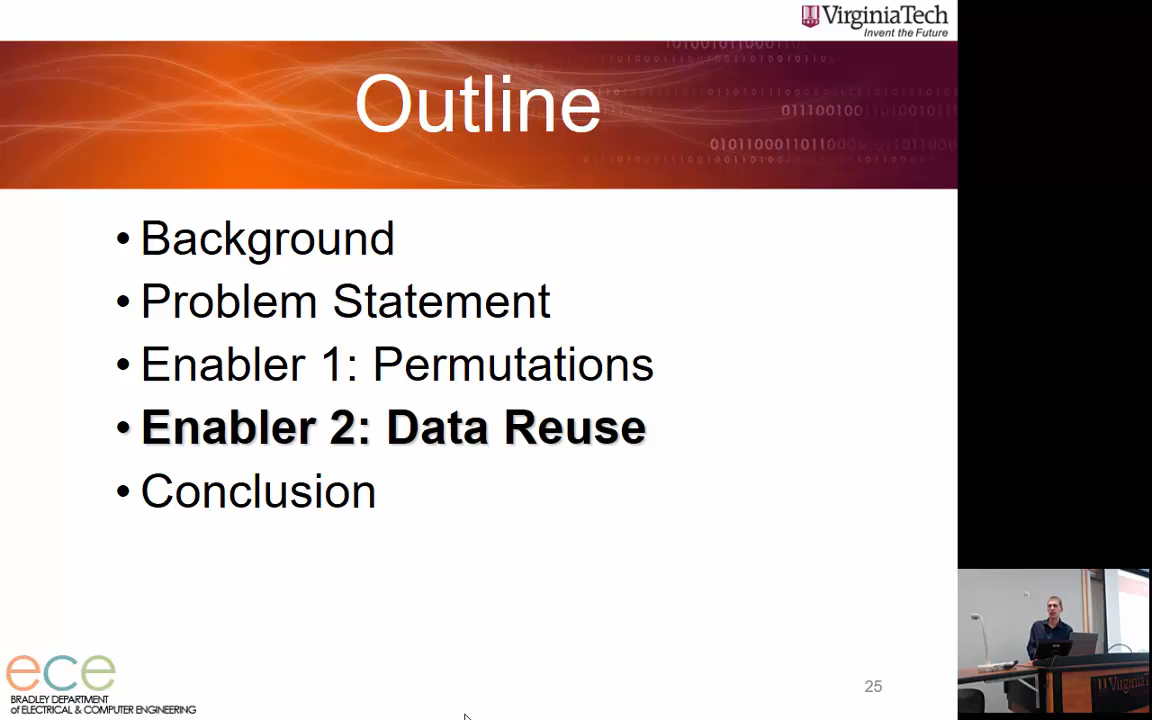 VirginiaTech
Invent the Future
Outline
• Background
• Problem Statement
• Enabler 1: Permutations
• Enabler 2: Data Reuse
• Conclusion
ece
BRADLEY DEPARTMENT
of ELECTRICAL & COMPUTER ENGINEERING
25